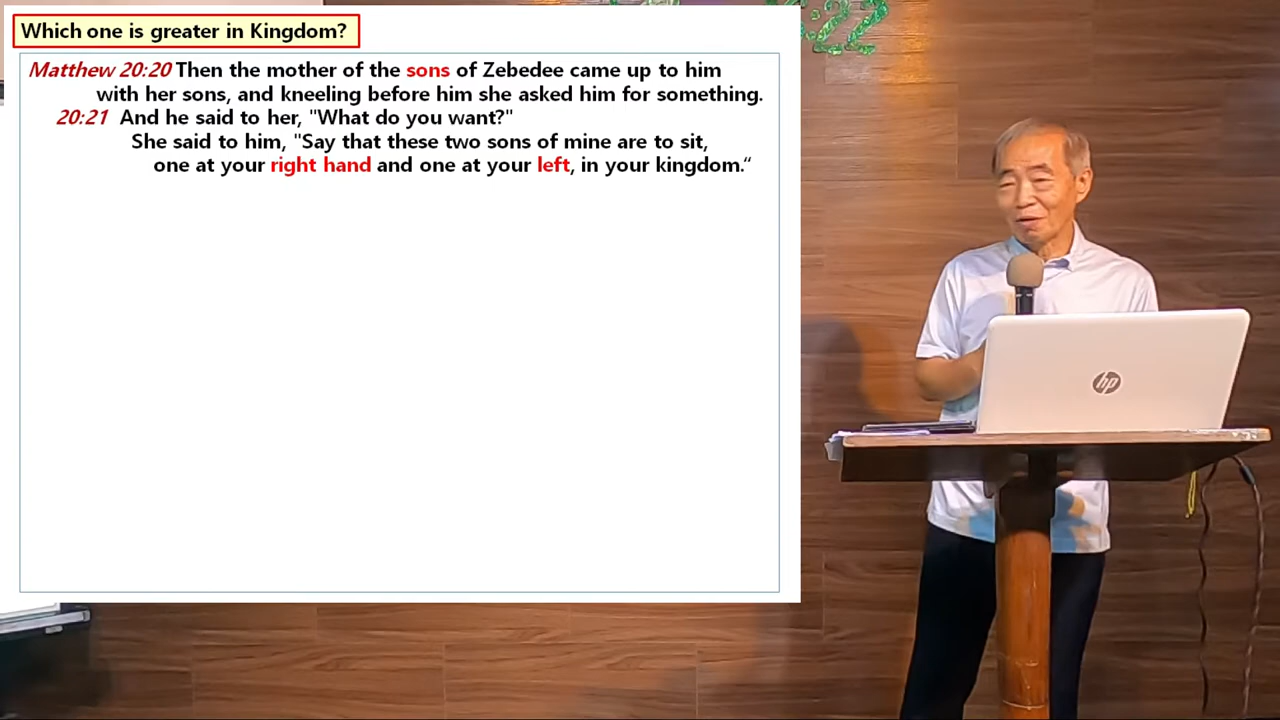 Which one is greater in Kingdom?
Matthew 20:20 Then the mother of the sons of Zebedee came up to him
with her sons, and kneeling before him she asked him for something.
20:21 And he said to her, "What do you want?"
She said to him, "Say that these two sons of mine are to sit,
one at your right hand and one at your left, in your kingdom.“
:22
hp